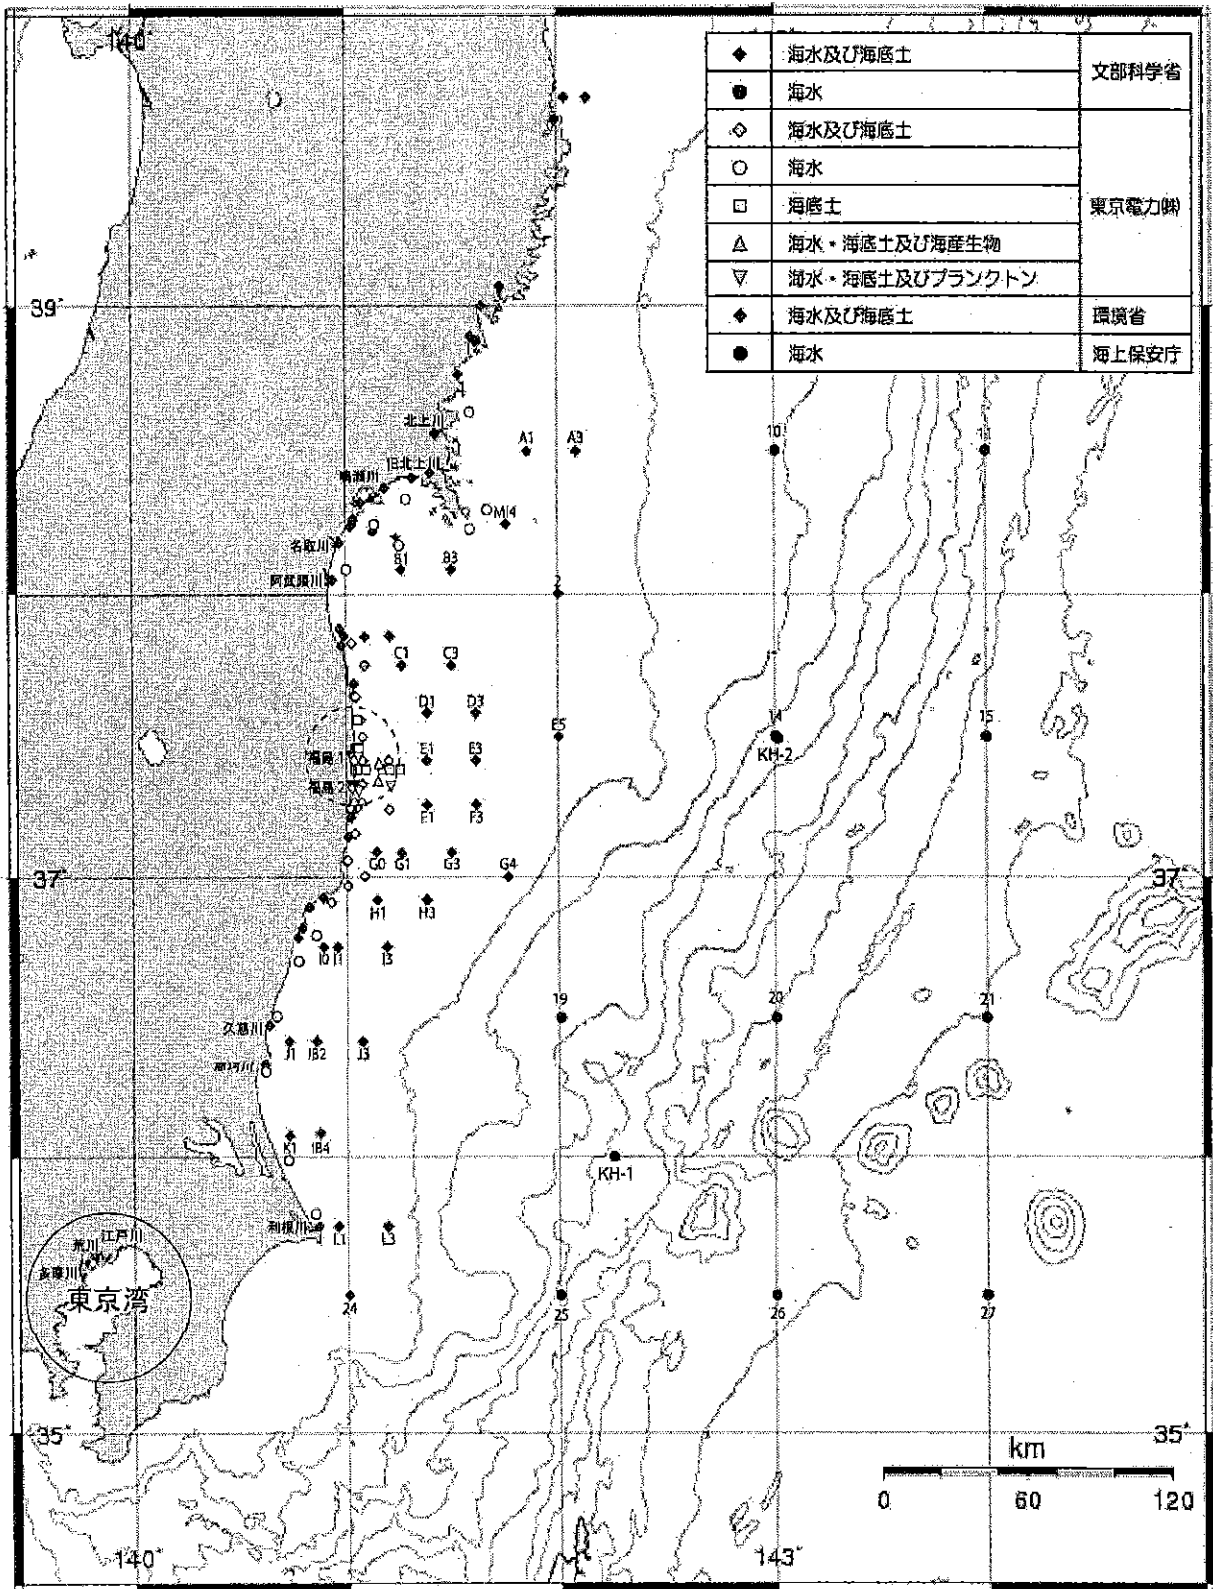 140°
海水及び海底土
文部科学省
海水
海水及び海底土
海水
海底土
東京電力㈱
海水・海底土及び海産生物
海水・海底土及びプランクトン
海水及び海底土
環境省
海水
海上保安庁
39°
北上川
A1
A3
10
11
旧北上川
鳴瀬川
MI4
名取川
B1
B3
阿武隈川
2
C1
C3
D1
D3
E5
14
15
KH-2
福島1
E1
E3
福島2
F1
F3
G0
G1
G3
G4
37°
37°
H1
H3
I0
I1
I3
19
20
21
久慈川
J1
JB2
J3
那珂川
K1
IB4
KH-1
利根川
L1
L3
江戸川
荒川
多摩川
東京湾
24
25
26
27
35°
35°
km
0
60
120
140°
143°